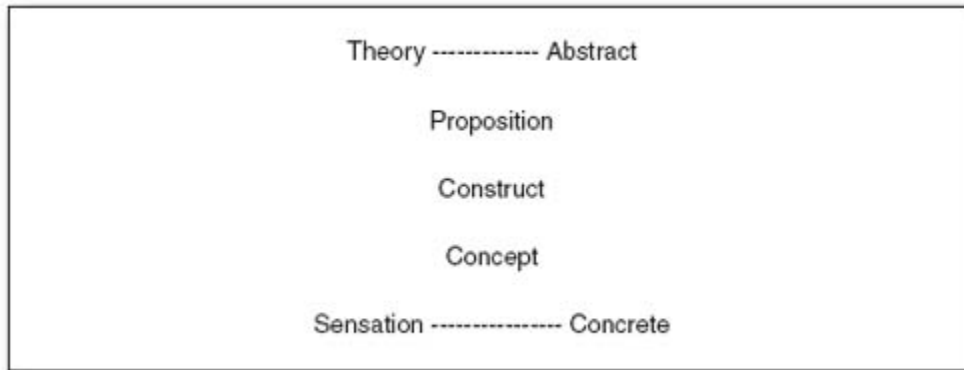 Theory -------------- Abstract
Proposition
Construct
Concept
Sensation ----------------- Concrete